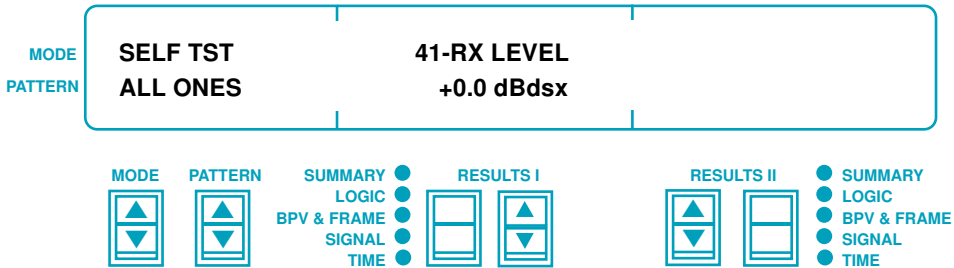 MODE SELF TST 41-RX LEVEL
PATTERN ALL ONES +0.0 dBdsx
MODE PATTERN SUMMARY RESULTS I RESULTS II SUMMARY
LOGIC LOGIC
BPV & FRAME BPV & FRAME
SIGNAL SIGNAL
TIME TIME